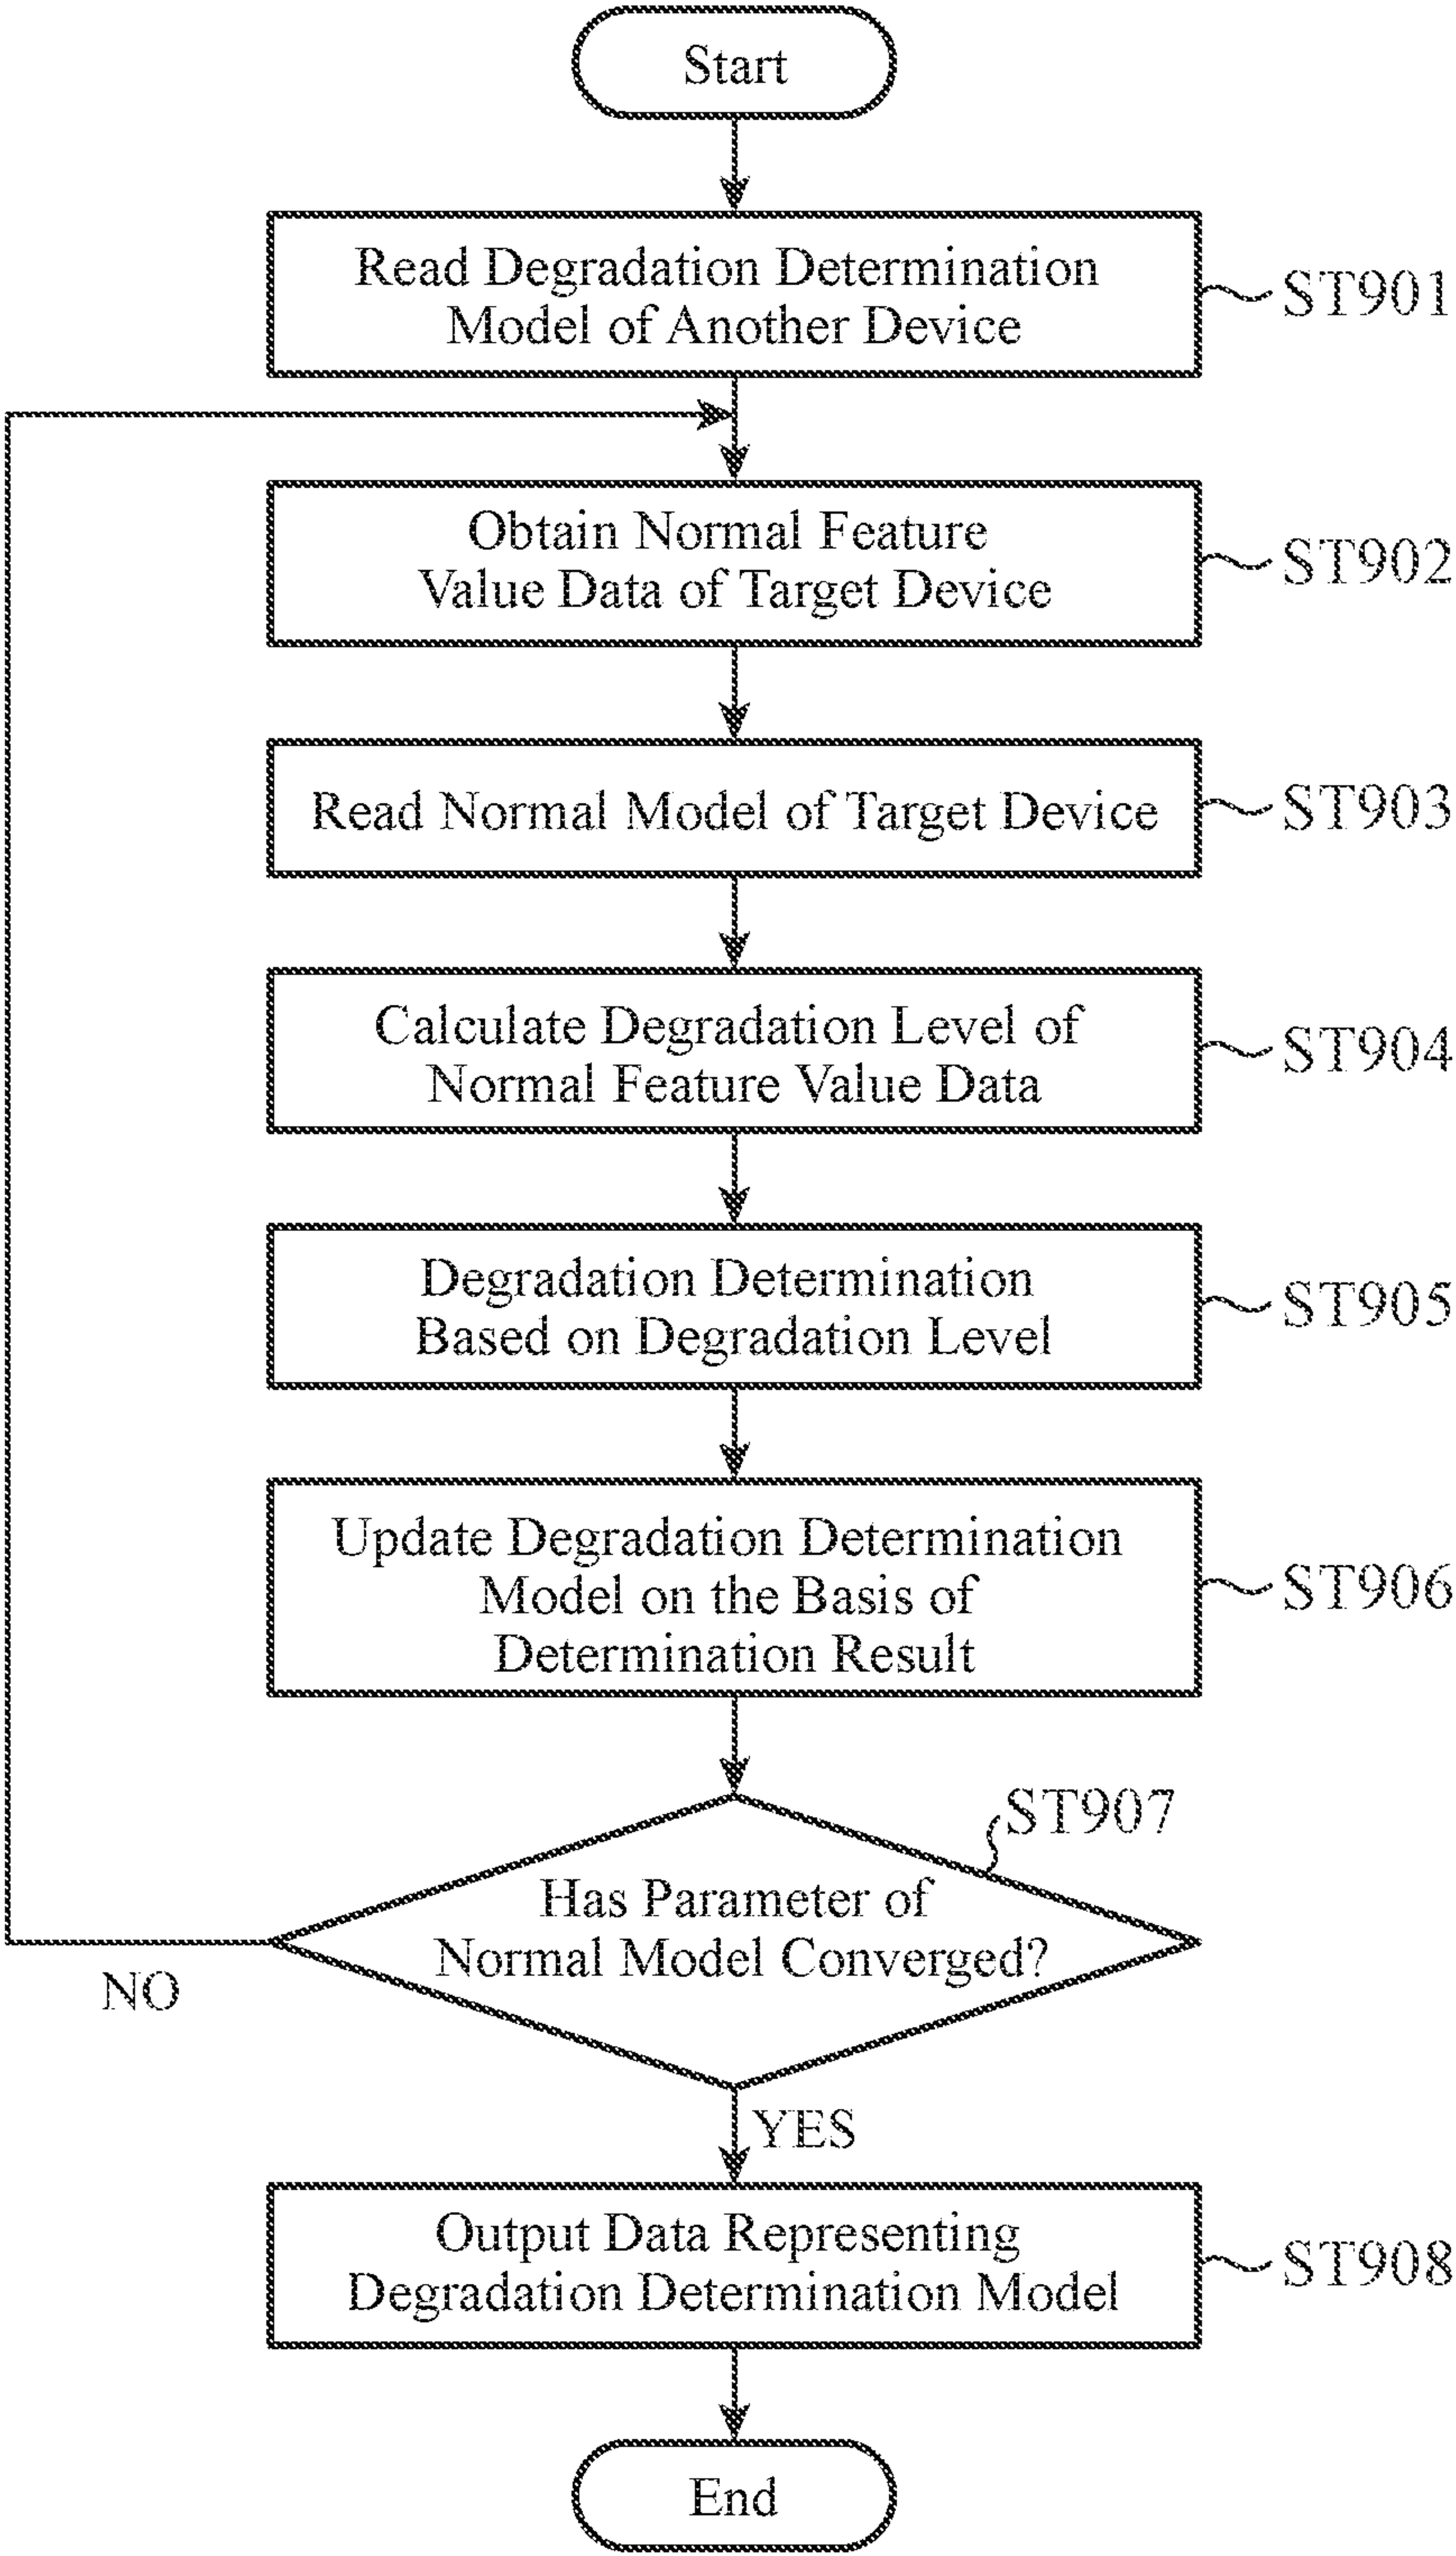 Start
Read Degradation Determination
Model of Another Device
ST901
Obtain Normal Feature
Value Data of Target Device
ST902
Read Normal Model of Target Device
ST903
Calculate Degradation Level of
Normal Feature Value Data
ST904
Degradation Determination
Based on Degradation Level
ST905
Update Degradation Determination
Model on the Basis of
Determination Result
ST906
ST907
Has Parameter of
Normal Model Converged?
NO
YES
Output Data Representing
Degradation Determination Model
ST908
End